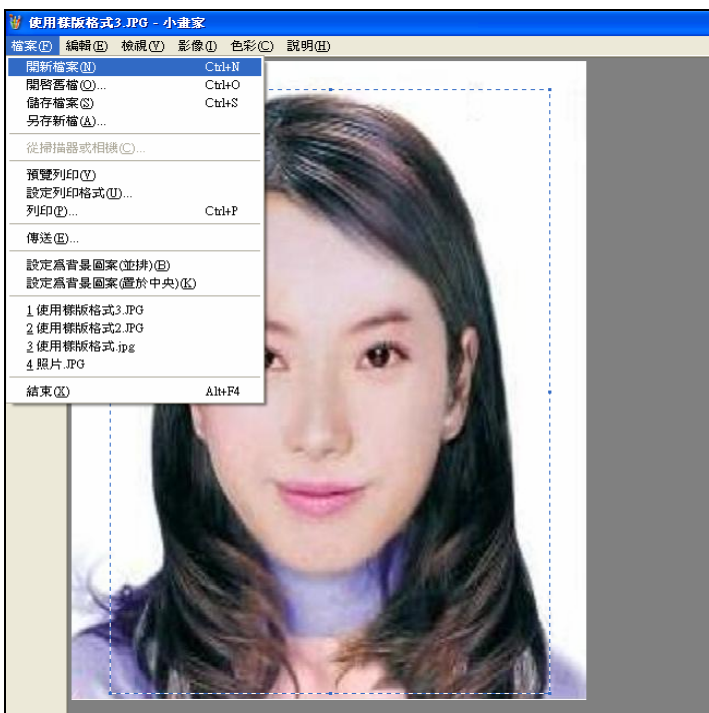 使用樣版格式3.JPG - 小畫家
檔案(F) 編輯(E) 檢視(V) 影像(I) 色彩(C) 說明(H)
開新檔案(N) Ctrl+N
開啓舊檔(O)... Ctrl+O
儲存檔案(S) Ctrl+S
另存新檔(A)...
從掃描器或相機(C)...
預覽列印(V)
設定列印格式(U)...
列印(P)... Ctrl+P
傳送(E)...
設定爲背景圖案(並排)(B)
設定爲背景圖案(置於中央)(K)
1 使用樣版格式3.JPG
2 使用樣版格式2.JPG
3 使用樣版格式.jpg
4 照片.JPG
結束(X) Alt+F4